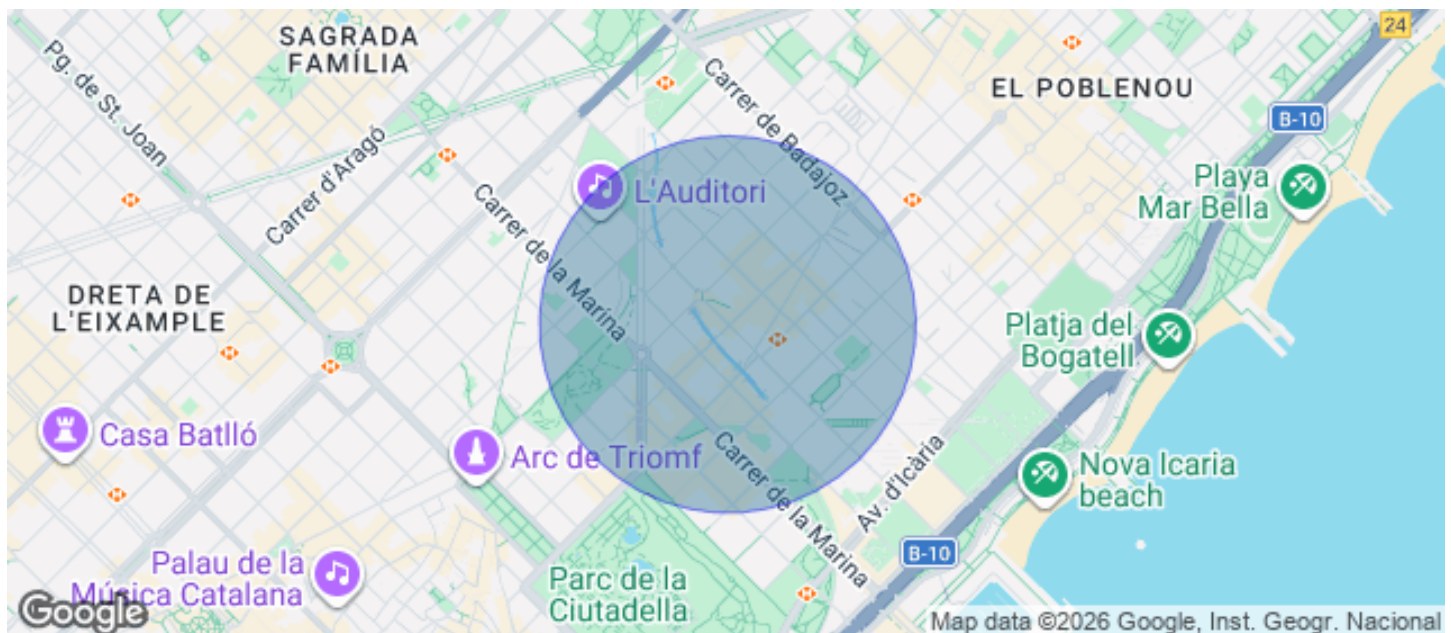 SAGRADA
FAMÍLIA
Pg. de St. Joan
Carrer d'Aragó
Carrer de Badajoz
EL POBLENOU
24
B-10
L'Auditori
Playa
Mar Bella
Carrer de la Marina
DRETA DE
L'EIXAMPLE
Platja del
Bogatell
Casa Batlló
Arc de Triomf
Carrer de la Marina
Av. d'Icària
Nova Icaria
beach
B-10
Palau de la
Música Catalana
Parc de la
Ciutadella
Google
Map data ©2026 Google, Inst. Geogr. Nacional